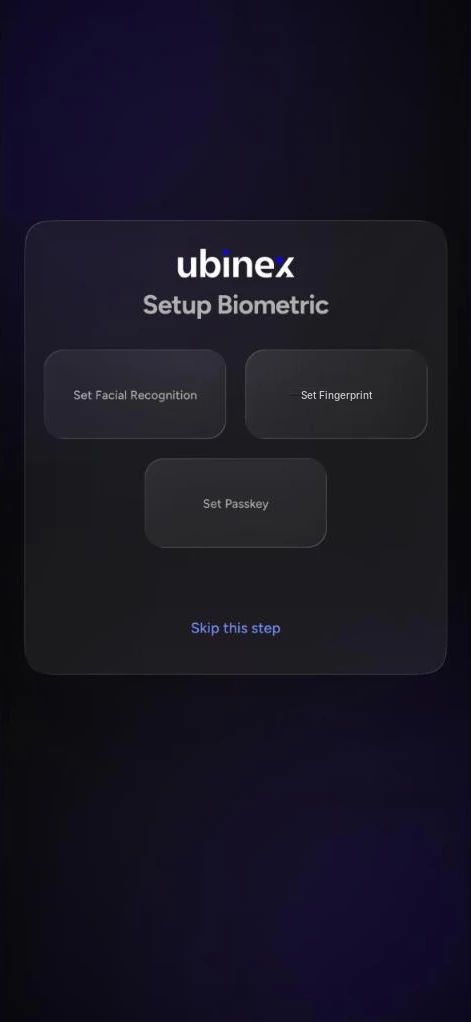 ubinex
Setup Biometric
Set Facial Recognition
Set Fingerprint
Set Passkey
Skip this step